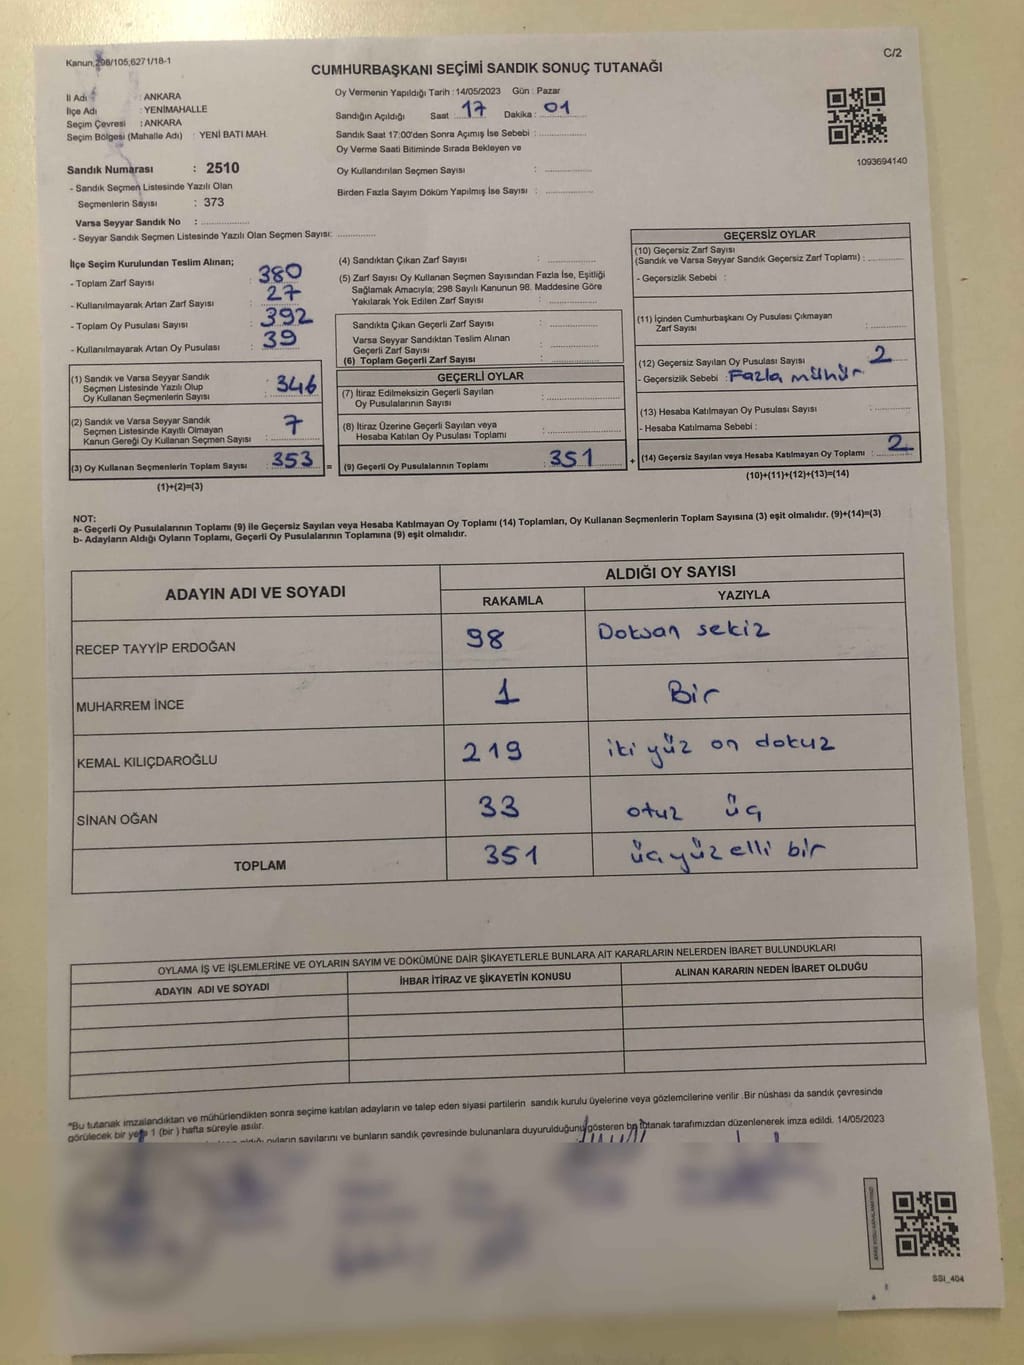 Kanun,298/105,6271/18-1
C/2
CUMHURBAŞKANI SEÇİMİ SANDIK SONUÇ TUTANAĞI
İl Adı : ANKARA
İlçe Adı : YENİMAHALLE
Seçim Çevresi : ANKARA
Seçim Bölgesi (Mahalle Adı) : YENİ BATI MAH.
Oy Vermenin Yapıldığı Tarih : 14/05/2023 Gün : Pazar
Sandığın Açıldığı Saat : 17 Dakika : 01
Sandık Saat 17:00'den Sonra Açımış İse Sebebi :
Oy Verme Saati Bitiminde Sırada Bekleyen ve
Oy Kullandırılan Seçmen Sayısı :
Birden Fazla Sayım Döküm Yapılmış İse Sayısı :
1093694140
Sandık Numarası : 2510
- Sandık Seçmen Listesinde Yazılı Olan
Seçmenlerin Sayısı : 373
Varsa Seyyar Sandık No :
- Seyyar Sandık Seçmen Listesinde Yazılı Olan Seçmen Sayısı:
İlçe Seçim Kurulundan Teslim Alınan;
- Toplam Zarf Sayısı : 380
- Kullanılmayarak Artan Zarf Sayısı : 27
- Toplam Oy Pusulası Sayısı : 392
- Kullanılmayarak Artan Oy Pusulası : 39
(1) Sandık ve Varsa Seyyar Sandık
Seçmen Listesinde Yazılı Olup
Oy Kullanan Seçmenlerin Sayısı : 346
(2) Sandık ve Varsa Seyyar Sandık
Seçmen Listesinde Kayıtlı Olmayan
Kanun Gereği Oy Kullanan Seçmen Sayısı : 7
(3) Oy Kullanan Seçmenlerin Toplam Sayısı : 353 =
(1)+(2)=(3)
(4) Sandıktan Çıkan Zarf Sayısı :
(5) Zarf Sayısı Oy Kullanan Seçmen Sayısından Fazla İse, Eşitliği
Sağlamak Amacıyla; 298 Sayılı Kanunun 98. Maddesine Göre
Yakılarak Yok Edilen Zarf Sayısı :
Sandıkta Çıkan Geçerli Zarf Sayısı :
Varsa Seyyar Sandıktan Teslim Alınan
Geçerli Zarf Sayısı :
(6) Toplam Geçerli Zarf Sayısı :
GEÇERLİ OYLAR
(7) İtiraz Edilmeksizin Geçerli Sayılan
Oy Pusulalarının Sayısı :
(8) İtiraz Üzerine Geçerli Sayılan veya
Hesaba Katılan Oy Pusulası Toplamı :
(9) Geçerli Oy Pusulalarının Toplamı : 351 +
GEÇERSİZ OYLAR
(10) Geçersiz Zarf Sayısı
(Sandık ve Varsa Seyyar Sandık Geçersiz Zarf Toplamı) :
- Geçersizlik Sebebi :
(11) İçinden Cumhurbaşkanı Oy Pusulası Çıkmayan
Zarf Sayısı :
(12) Geçersiz Sayılan Oy Pusulası Sayısı : 2
- Geçersizlik Sebebi : Fazla mühür
(13) Hesaba Katılmayan Oy Pusulası Sayısı :
- Hesaba Katılmama Sebebi :
(14) Geçersiz Sayılan veya Hesaba Katılmayan Oy Toplamı : 2
(10)+(11)+(12)+(13)=(14)
NOT:
a- Geçerli Oy Pusulalarının Toplamı (9) ile Geçersiz Sayılan veya Hesaba Katılmayan Oy Toplamı (14) Toplamları, Oy Kullanan Seçmenlerin Toplam Sayısına (3) eşit olmalıdır. (9)+(14)=(3)
b- Adayların Aldığı Oyların Toplamı, Geçerli Oy Pusulalarının Toplamına (9) eşit olmalıdır.
ADAYIN ADI VE SOYADI
ALDIĞI OY SAYISI
RAKAMLA YAZIYLA
RECEP TAYYİP ERDOĞAN 98 Doksan sekiz
MUHARREM İNCE 1 Bir
KEMAL KILIÇDAROĞLU 219 iki yüz on dokuz
SİNAN OĞAN 33 otuz üç
TOPLAM 351 üç yüz elli bir
OYLAMA İŞ VE İŞLEMLERİNE VE OYLARIN SAYIM VE DÖKÜMÜNE DAİR ŞİKAYETLERLE BUNLARA AİT KARARLARIN NELERDEN İBARET BULUNDUKLARI
ADAYIN ADI VE SOYADI
İHBAR İTİRAZ VE ŞİKAYETİN KONUSU
ALINAN KARARIN NEDEN İBARET OLDUĞU
"Bu tutanak imzalandıktan ve mühürlendikten sonra seçime katılan adayların ve talep eden siyasi partilerin sandık kurulu üyelerine veya gözlemcilerine verilir .Bir nüshası da sandık çevresinde
görülecek bir yere 1 (bir ) hafta süreyle asılır.
oyların sayılarını ve bunların sandık çevresinde bulunanlara duyurulduğunu gösteren bu tutanak tarafımızdan düzenlenerek imza edildi. 14/05/2023
SSI_404